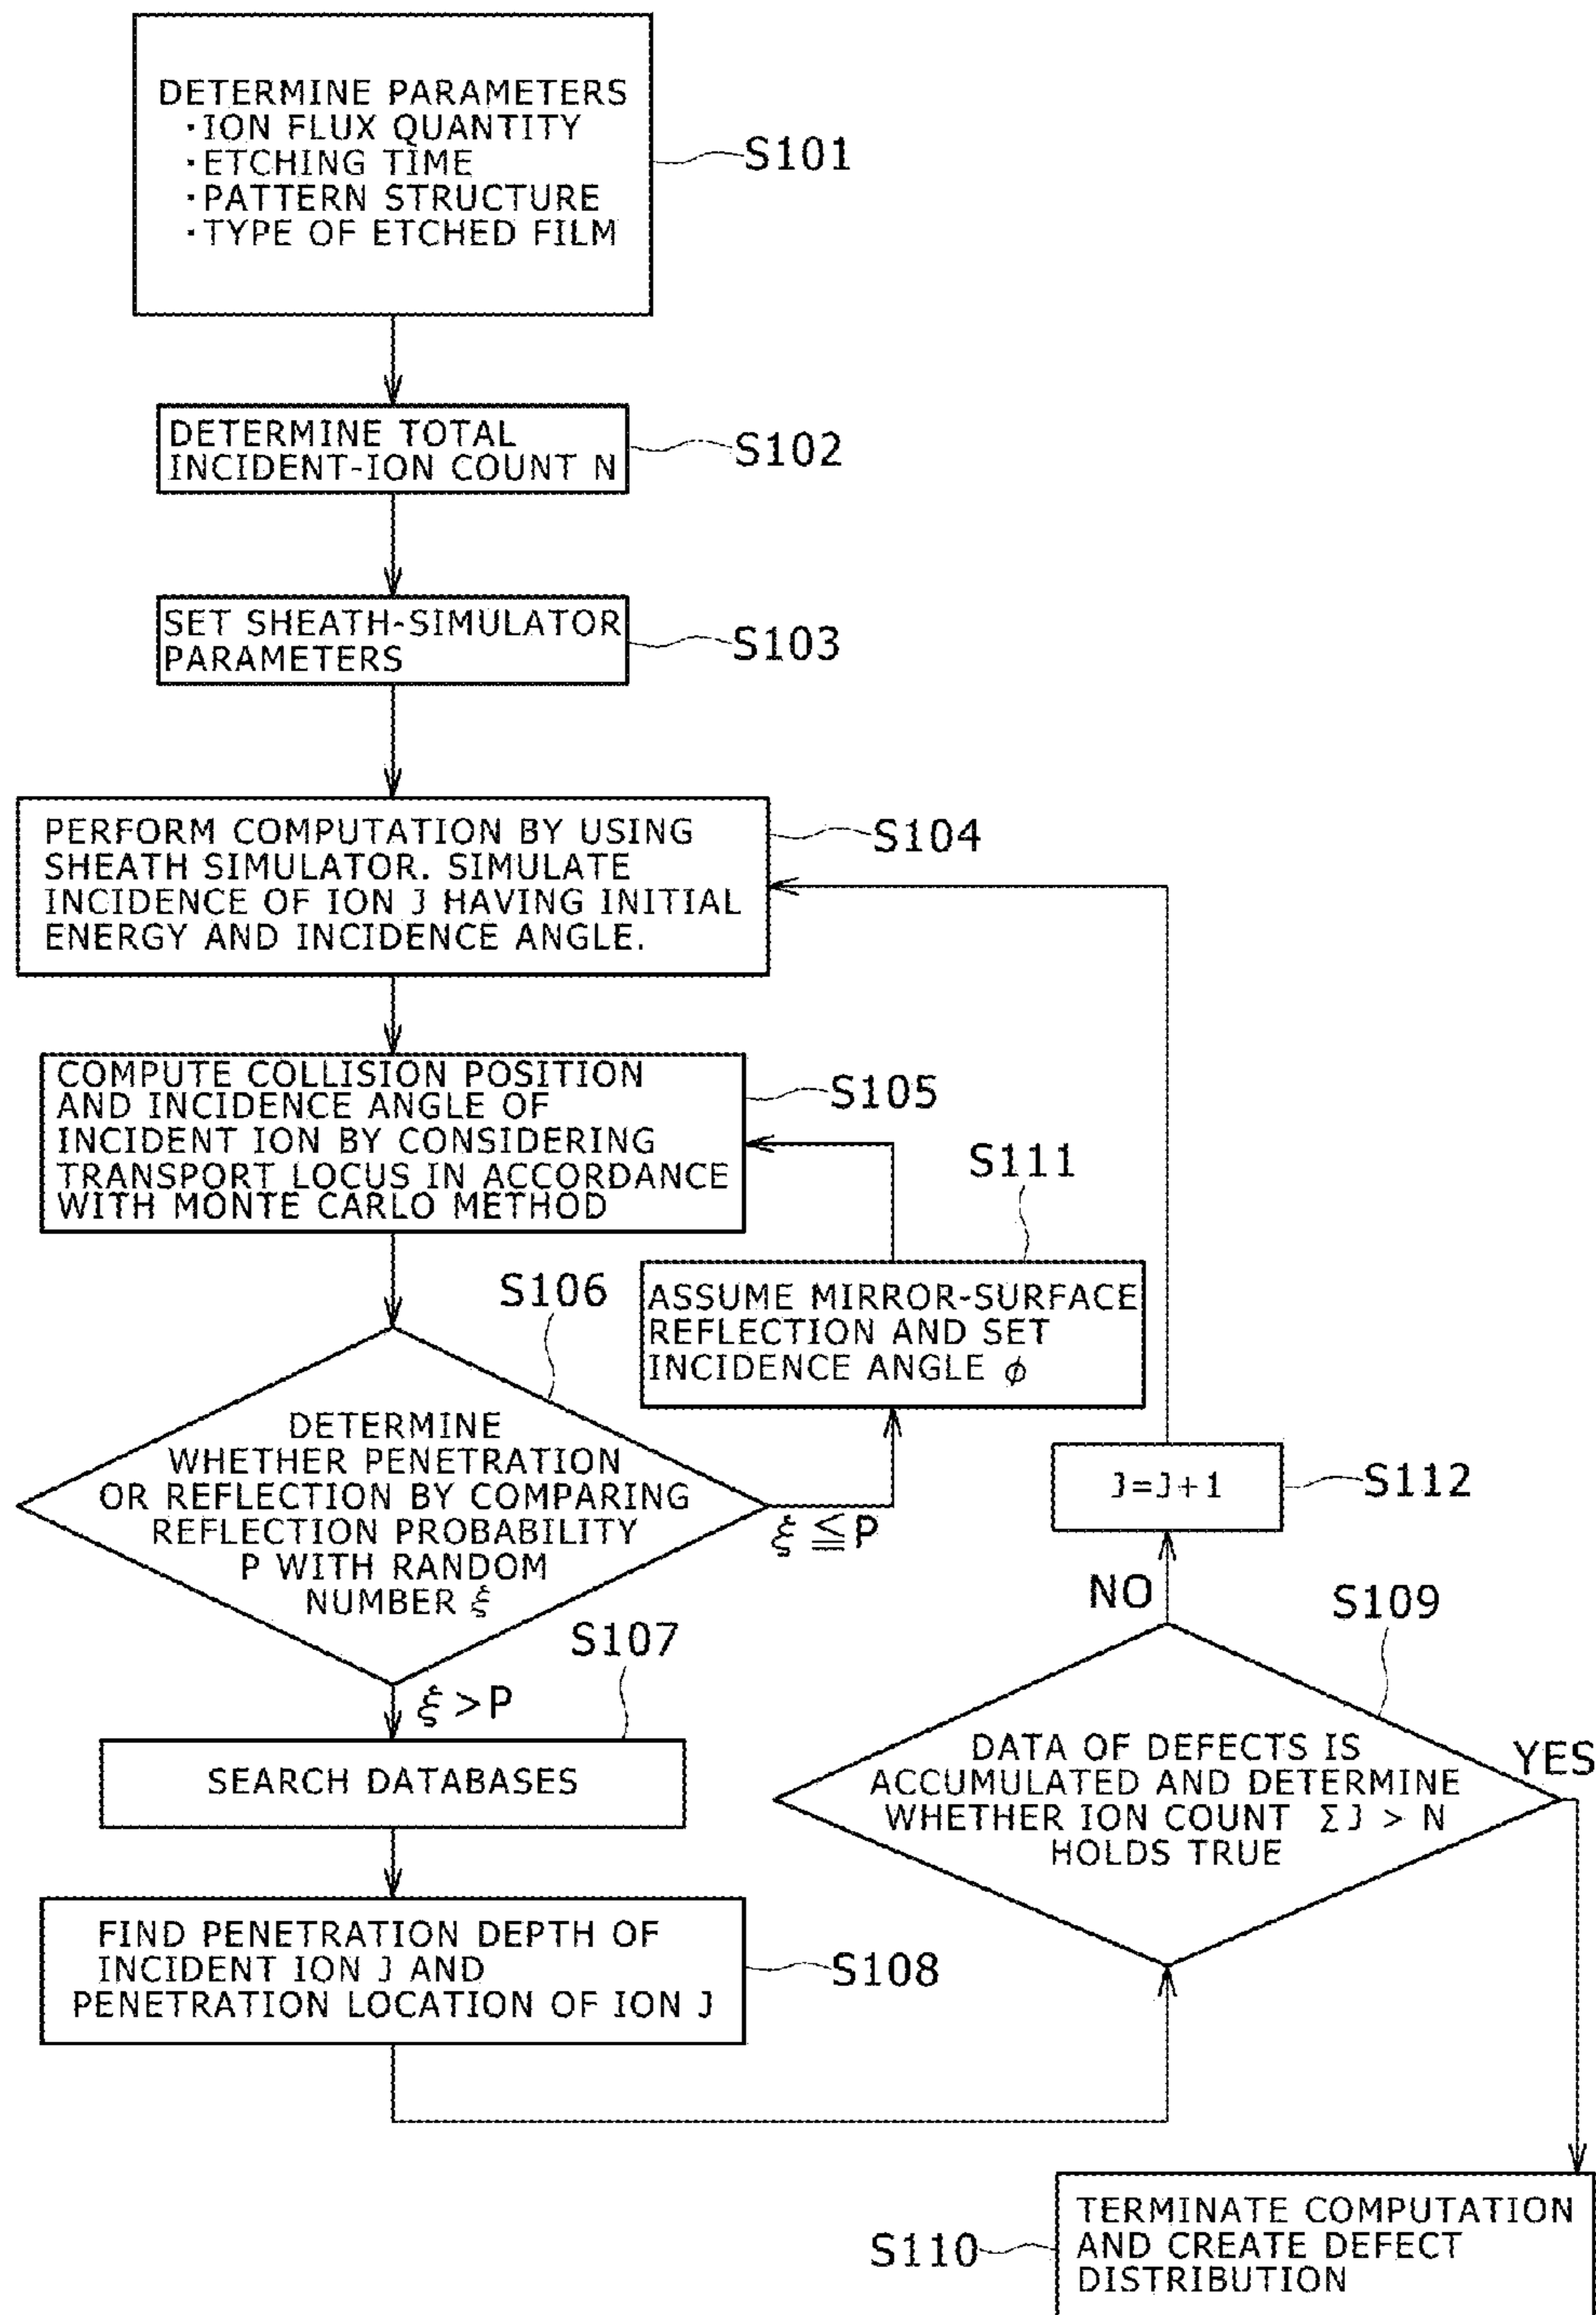 DETERMINE PARAMETERS
・ION FLUX QUANTITY
・ETCHING TIME
・PATTERN STRUCTURE
・TYPE OF ETCHED FILM
S101
DETERMINE TOTAL
INCIDENT-ION COUNT N
S102
SET SHEATH-SIMULATOR
PARAMETERS
S103
PERFORM COMPUTATION BY USING
SHEATH SIMULATOR. SIMULATE
INCIDENCE OF ION J HAVING INITIAL
ENERGY AND INCIDENCE ANGLE.
S104
COMPUTE COLLISION POSITION
AND INCIDENCE ANGLE OF
INCIDENT ION BY CONSIDERING
TRANSPORT LOCUS IN ACCORDANCE
WITH MONTE CARLO METHOD
S105
S111
ASSUME MIRROR-SURFACE
REFLECTION AND SET
INCIDENCE ANGLE ϕ
S106
DETERMINE
WHETHER PENETRATION
OR REFLECTION BY COMPARING
REFLECTION PROBABILITY
P WITH RANDOM
NUMBER ξ
ξ ≦ P
ξ > P
J=J+1
S112
NO
S109
S107
SEARCH DATABASES
DATA OF DEFECTS IS
ACCUMULATED AND DETERMINE
WHETHER ION COUNT ΣJ > N
HOLDS TRUE
YES
FIND PENETRATION DEPTH OF
INCIDENT ION J AND
PENETRATION LOCATION OF ION J
S108
S110
TERMINATE COMPUTATION
AND CREATE DEFECT
DISTRIBUTION